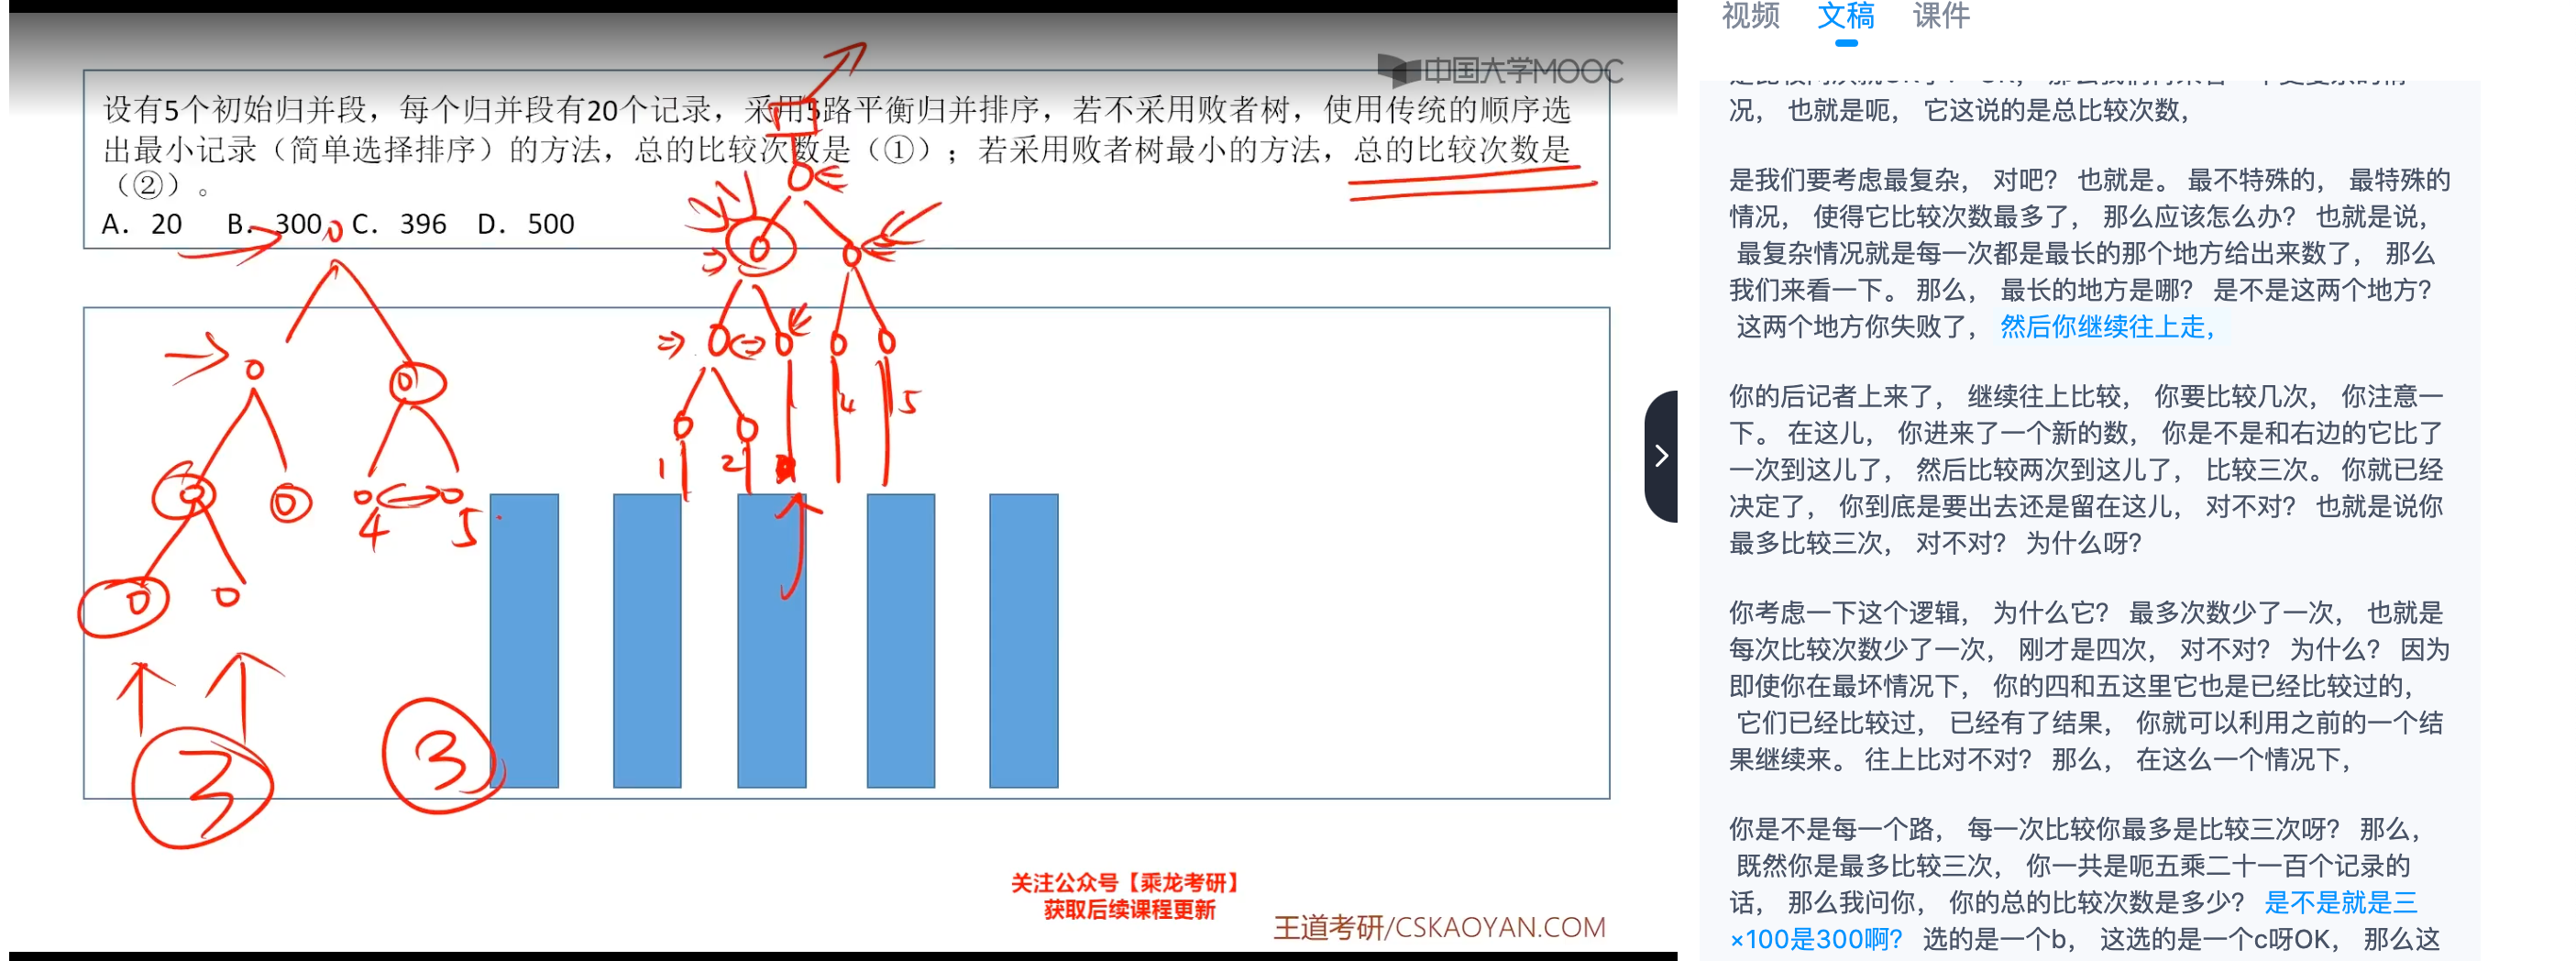 中国大学MOOC
设有5个初始归并段，每个归并段有20个记录，采用5路平衡归并排序，若不采用败者树，使用传统的顺序选
出最小记录（简单选择排序）的方法，总的比较次数是（①）；若采用败者树最小的方法，总的比较次数是
（②）。
A. 20 B. 300 C. 396 D. 500
1 2 4 5
4 5
3 3
关注公众号【乘龙考研】
获取后续课程更新
王道考研/CSKAOYAN.COM
视频 文稿 课件
况， 也就是呃， 它这说的是总比较次数，
是我们要考虑最复杂， 对吧？ 也就是。 最不特殊的， 最特殊的
情况， 使得它比较次数最多了， 那么应该怎么办？ 也就是说，
最复杂情况就是每一次都是最长的那个地方给出来数了， 那么
我们来看一下。 那么， 最长的地方是哪？ 是不是这两个地方？
这两个地方你失败了， 然后你继续往上走，
你的后记者上来了， 继续往上比较， 你要比较几次， 你注意一
下。 在这儿， 你进来了一个新的数， 你是不是和右边的它比了
一次到这儿了， 然后比较两次到这儿了， 比较三次。 你就已经
决定了， 你到底是要出去还是留在这儿， 对不对？ 也就是说你
最多比较三次， 对不对？ 为什么呀？
你考虑一下这个逻辑， 为什么它？ 最多次数少了一次， 也就是
每次比较次数少了一次， 刚才是四次， 对不对？ 为什么？ 因为
即使你在最坏情况下， 你的四和五这里它也是已经比较过的，
它们已经比较过， 已经有了结果， 你就可以利用之前的一个结
果继续来。 往上比对不对？ 那么， 在这么一个情况下，
你是不是每一个路， 每一次比较你最多是比较三次呀？ 那么，
既然你是最多比较三次， 你一共是呃五乘二十一百个记录的
话， 那么我问你， 你的总的比较次数是多少？ 是不是就是三
×100是300啊？ 选的是一个b， 这选的是一个c呀OK， 那么这